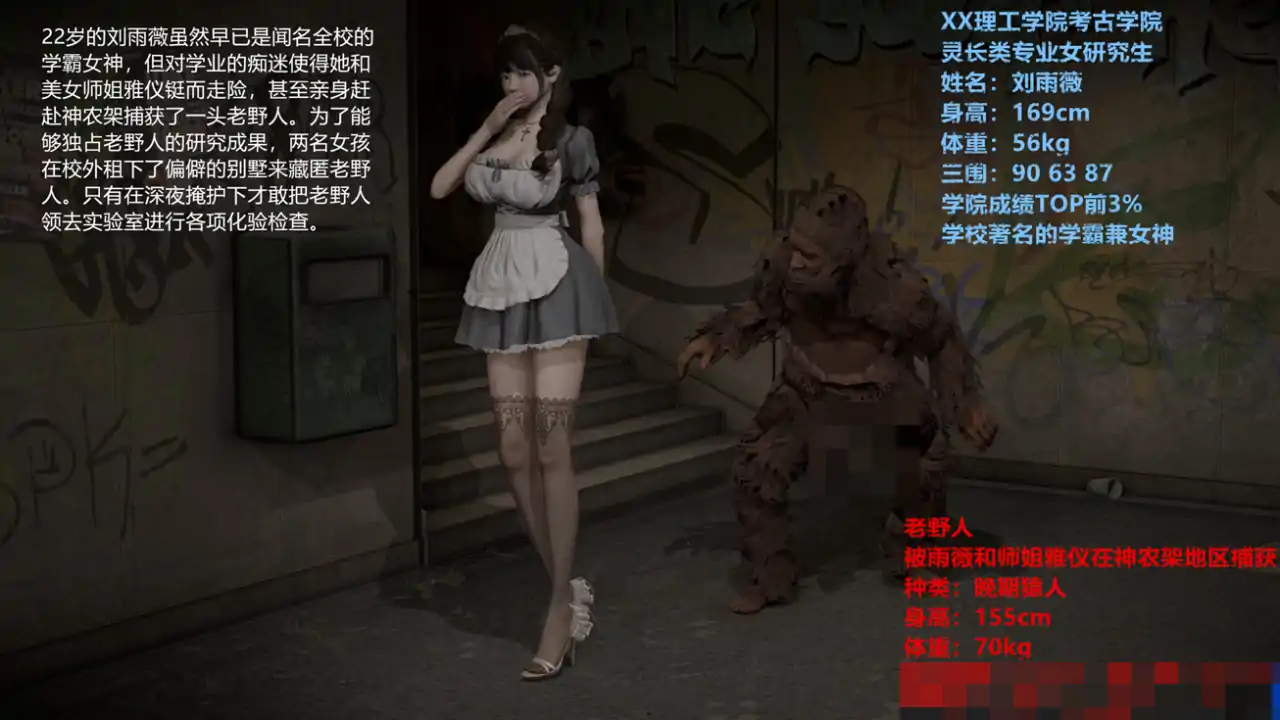 22岁的刘雨薇虽然早已是闻名全校的
学霸女神，但对学业的痴迷使得她和
美女师姐雅仪铤而走险，甚至亲身赶
赴神农架捕获了一头老野人。为了能
够独占老野人的研究成果，两名女孩
在校外租下了偏僻的别墅来藏匿老野
人。只有在深夜掩护下才敢把老野人
领去实验室进行各项化验检查。
XX理工学院考古学院
灵长类专业女研究生
姓名：刘雨薇
身高：169cm
体重：56kg
三围：90 63 87
学院成绩TOP前3%
学校著名的学霸兼女神
老野人
被雨薇和师姐雅仪在神农架地区捕获
种类：晚期猿人
身高：155cm
体重：70kg